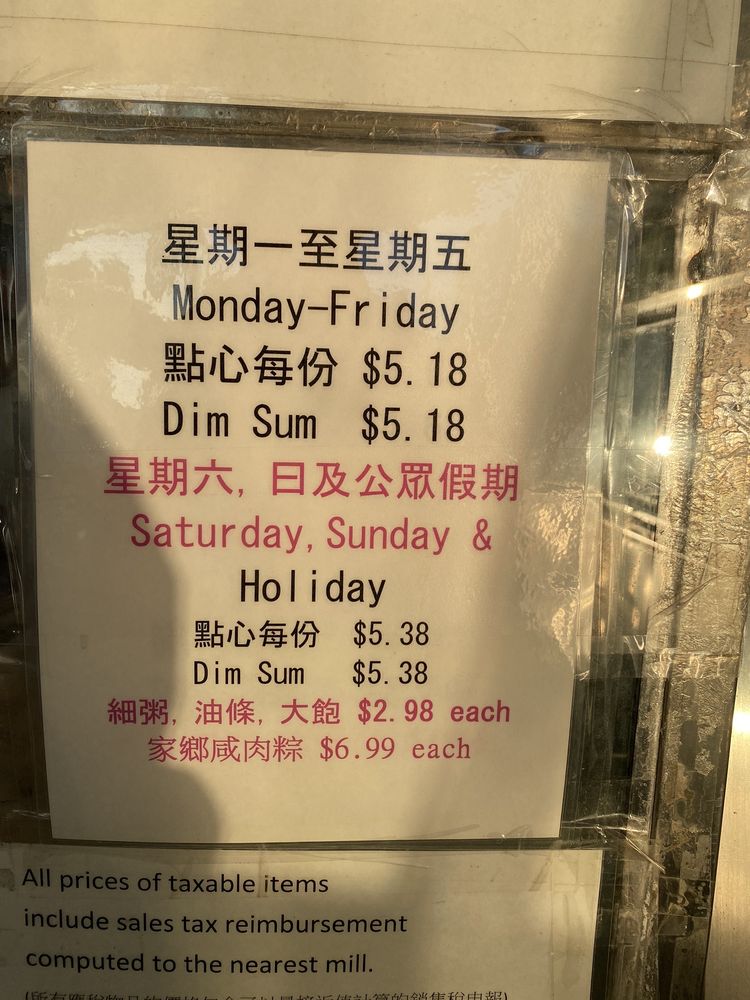 星期一至星期五
Monday-Friday
點心每份 $5.18
Dim Sum $5.18
星期六, 日及公眾假期
Saturday, Sunday &
Holiday
點心每份 $5.38
Dim Sum $5.38
細粥, 油條, 大飽 $2.98 each
家鄉咸肉粽 $6.99 each
All prices of taxable items
include sales tax reimbursement
computed to the nearest mill.